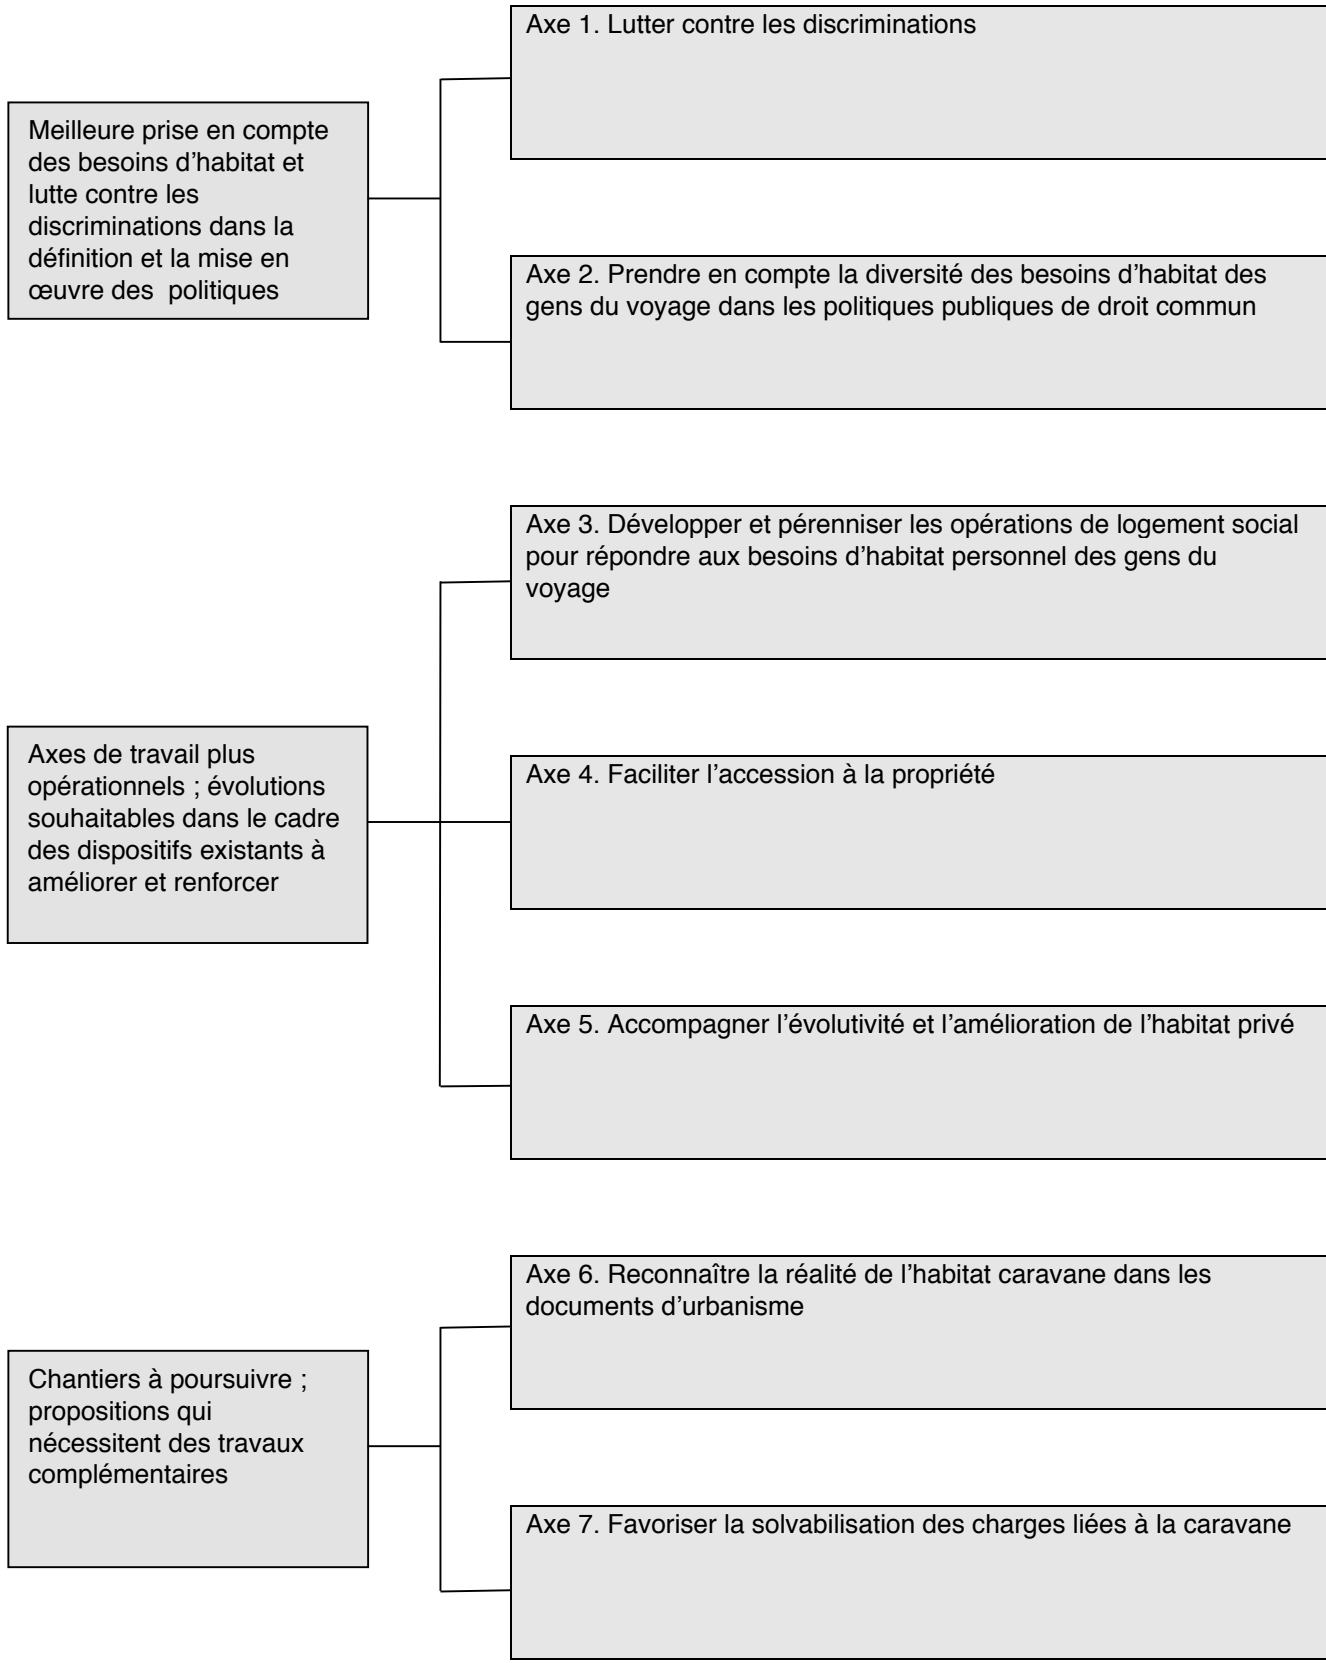 Axe 1. Lutter contre les discriminations
Meilleure prise en compte
des besoins d’habitat et
lutte contre les
discriminations dans la
définition et la mise en
œuvre des  politiques
Axe 2. Prendre en compte la diversité des besoins d’habitat des
gens du voyage dans les politiques publiques de droit commun
Axe 3. Développer et pérenniser les opérations de logement social
pour répondre aux besoins d’habitat personnel des gens du
voyage
Axes de travail plus
opérationnels ; évolutions
souhaitables dans le cadre
des dispositifs existants à
améliorer et renforcer
Axe 4. Faciliter l’accession à la propriété
Axe 5. Accompagner l’évolutivité et l’amélioration de l’habitat privé
Axe 6. Reconnaître la réalité de l’habitat caravane dans les
documents d’urbanisme
Chantiers à poursuivre ;
propositions qui
nécessitent des travaux
complémentaires
Axe 7. Favoriser la solvabilisation des charges liées à la caravane